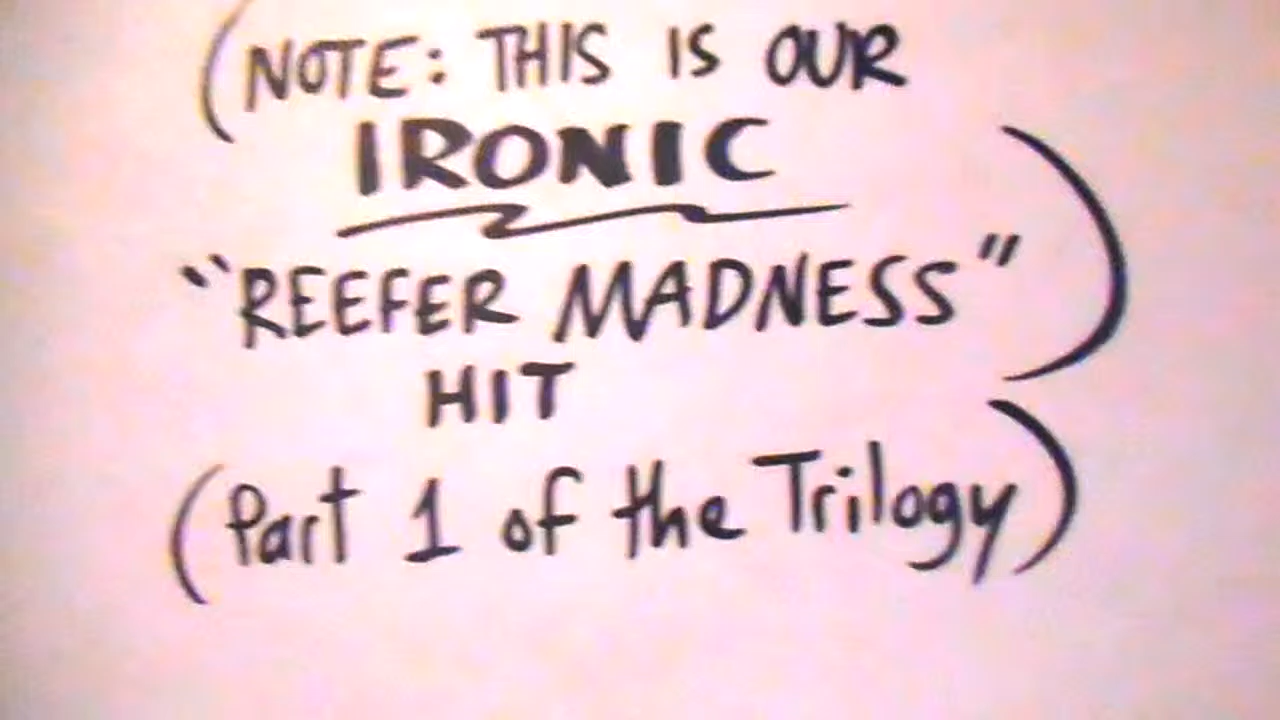 (NOTE: THIS IS OUR
IRONIC
"REEFER MADNESS"
HIT)
(Part 1 of the Trilogy)